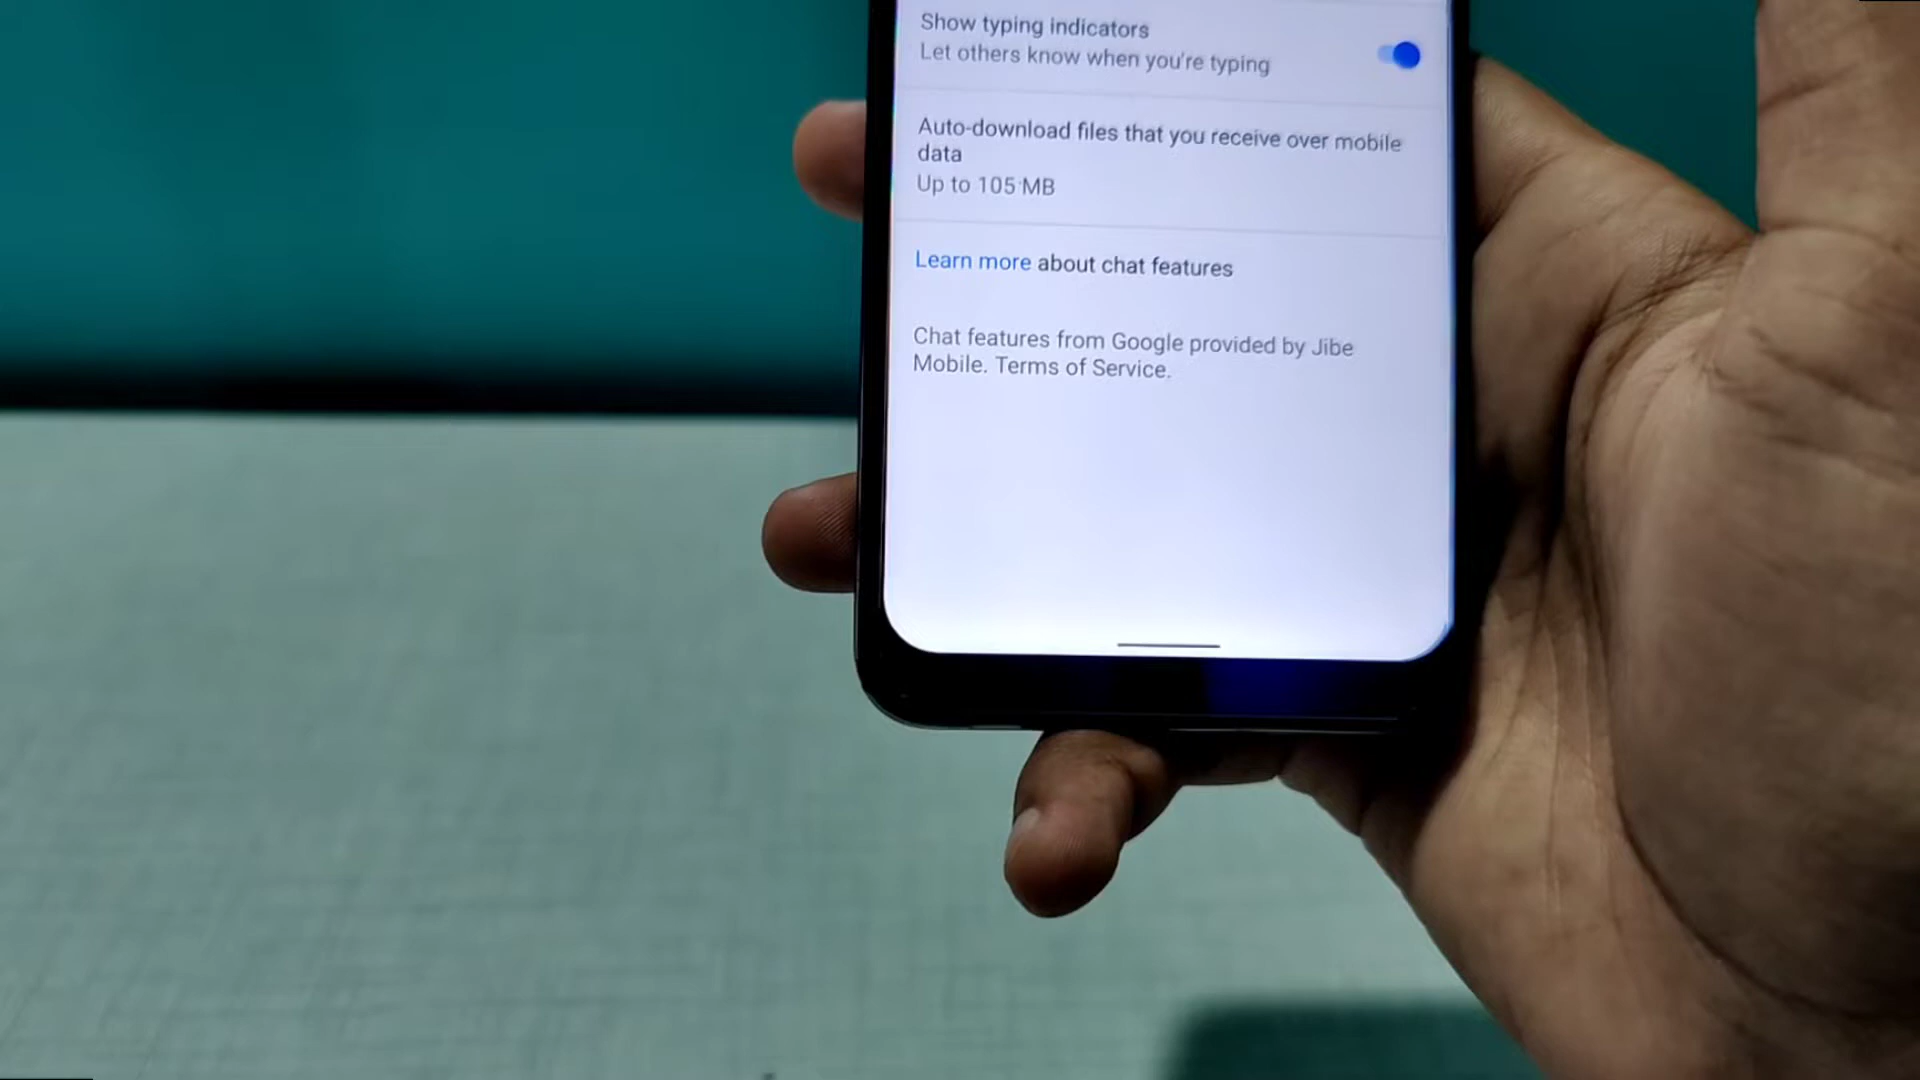 Show typing indicators
Let others know when you're typing
Auto-download files that you receive over mobile
data
Up to 105 MB
Learn more about chat features
Chat features from Google provided by Jibe
Mobile. Terms of Service.